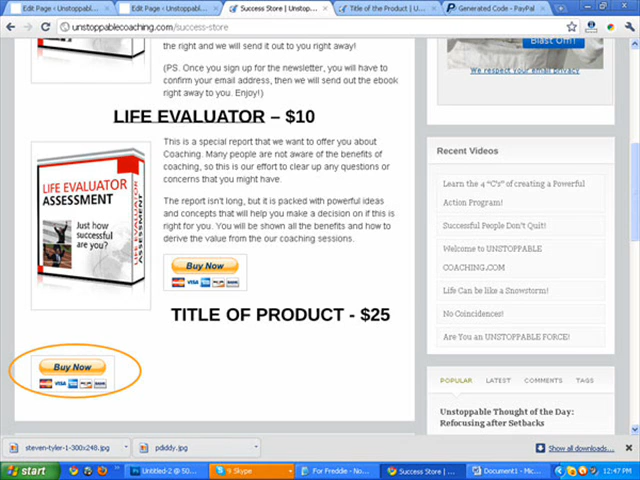 Edit Page ‹ Unstoppabl...
Edit Page ‹ Unstoppabl...
Success Store | Unstop...
Title of the Product | U...
Generated Code - PayPal
unstoppablecoaching.com/success-store
the right and we will send it out to you right away!
(PS. Once you sign up for the newsletter, you will have to
confirm your email address, then we will send out the ebook
right away to you. Enjoy!)
LIFE EVALUATOR – $10
LIFE EVALUATOR
ASSESSMENT
Just how
successful
are you?
LIFE EVALUATOR
ASSESSMENT
This is a special report that we want to offer you about
Coaching. Many people are not aware of the benefits of
coaching, so this is our effort to clear up any questions or
concerns that you might have.
The report isn't long, but it is packed with powerful ideas
and concepts that will help you make a decision on if this is
right for you. You will be shown all the benefits and how to
derive the value from the our coaching sessions.
Buy Now
VISA
BANK
TITLE OF PRODUCT - $25
Buy Now
VISA
BANK
Blast Off!
We respect your email privacy
Recent Videos
Learn the 4 "C's" of creating a Powerful
Action Program!
Successful People Don't Quit!
Welcome to UNSTOPPABLE
COACHING.COM
Life Can be Like a Snowstorm!
No Coincidences!
Are You an UNSTOPPABLE FORCE!
POPULAR LATEST COMMENTS TAGS
Unstoppable Thought of the Day:
Refocusing after Setbacks
steven-tyler-1-300x248.jpg
pdiddy.jpg
Show all downloads...
start
Untitled-2 @ 50...
9 Skype
For Freddie - No...
Success Store | ...
Document1 - Mic...
12:47 PM